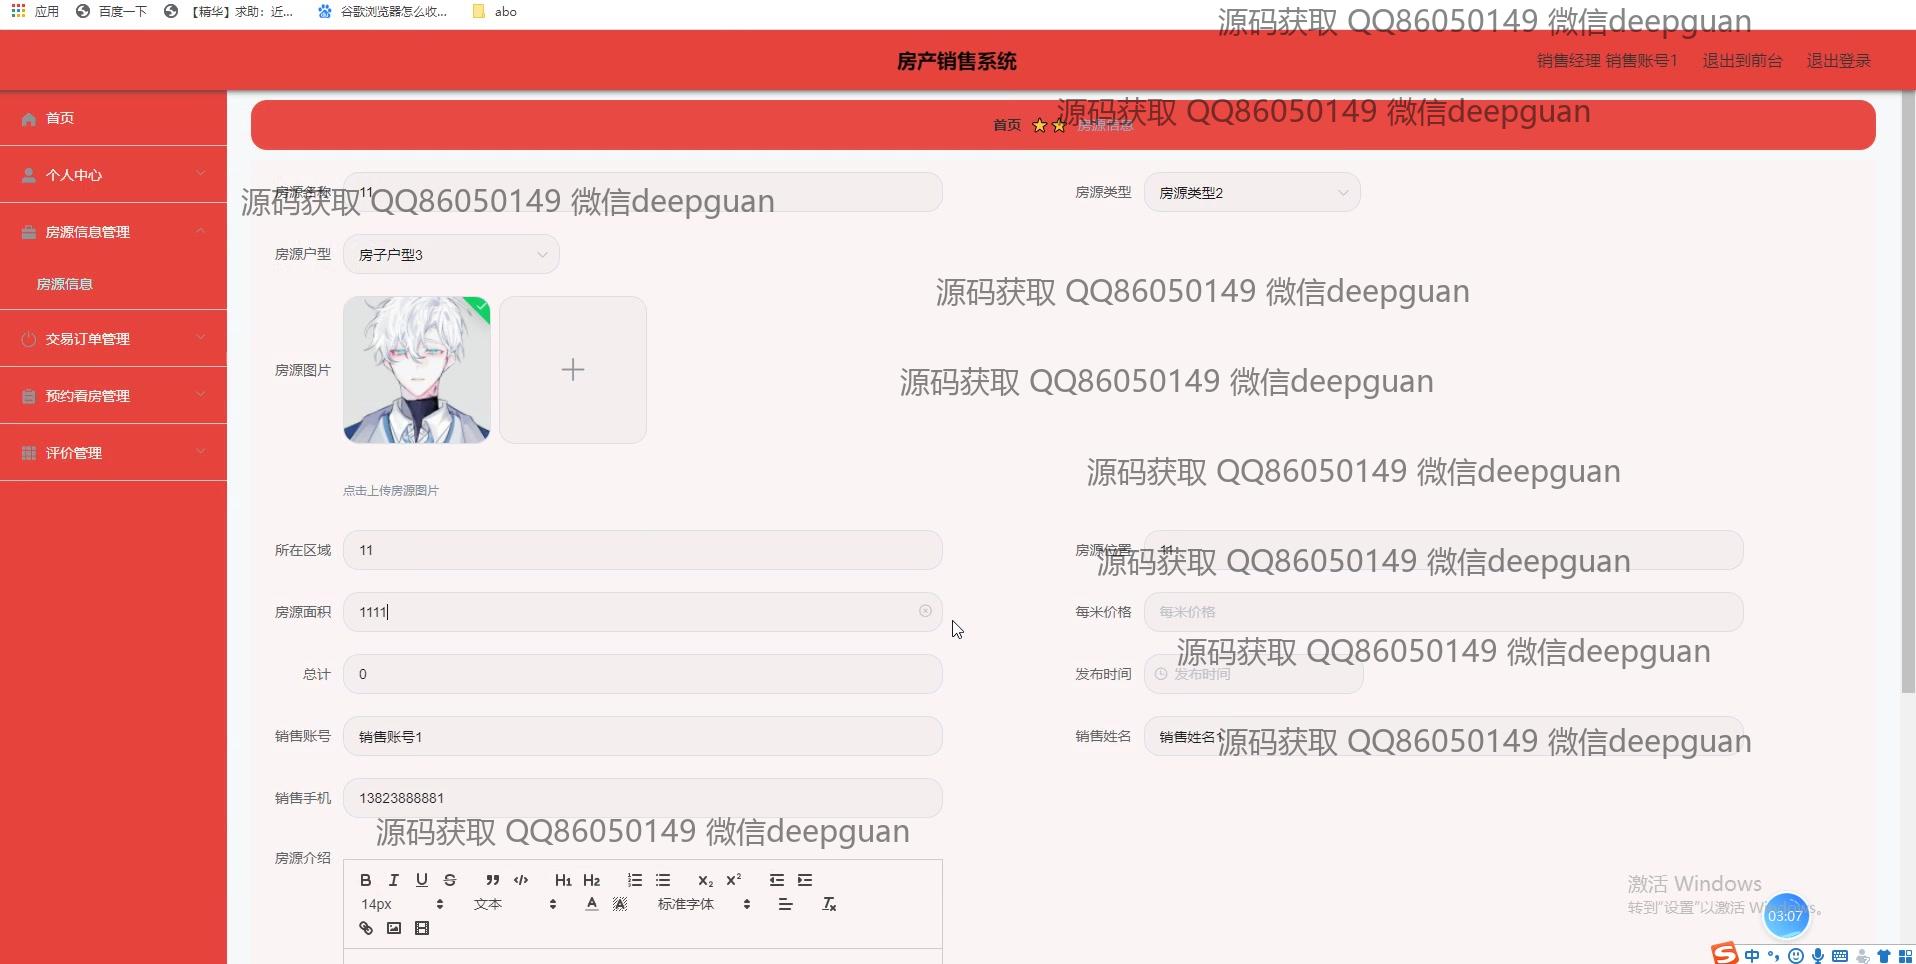 应用 百度一下 【精华】求助：近... 谷歌浏览器怎么收... abo
源码获取 QQ86050149 微信deepguan
房产销售系统
销售经理 销售账号1 退出到前台 退出登录
首页
个人中心
房源信息管理
房源信息
交易订单管理
预约看房管理
评价管理
首页 房源信息
源码获取 QQ86050149 微信deepguan
房源名称 11
源码获取 QQ86050149 微信deepguan
房源类型 房源类型2
房源户型 房子户型3
源码获取 QQ86050149 微信deepguan
房源图片
源码获取 QQ86050149 微信deepguan
点击上传房源图片
源码获取 QQ86050149 微信deepguan
所在区域 11
房源位置 11
源码获取 QQ86050149 微信deepguan
房源面积 1111
每米价格 每米价格
源码获取 QQ86050149 微信deepguan
总计 0
发布时间 发布时间
销售账号 销售账号1
销售姓名 销售姓名1
源码获取 QQ86050149 微信deepguan
销售手机 13823888881
源码获取 QQ86050149 微信deepguan
房源介绍
B I U S H1 H2 X2 X2
14px 文本 A A 标准字体 Tx
激活 Windows
转到“设置”以激活 Windows。
03:07
S 中